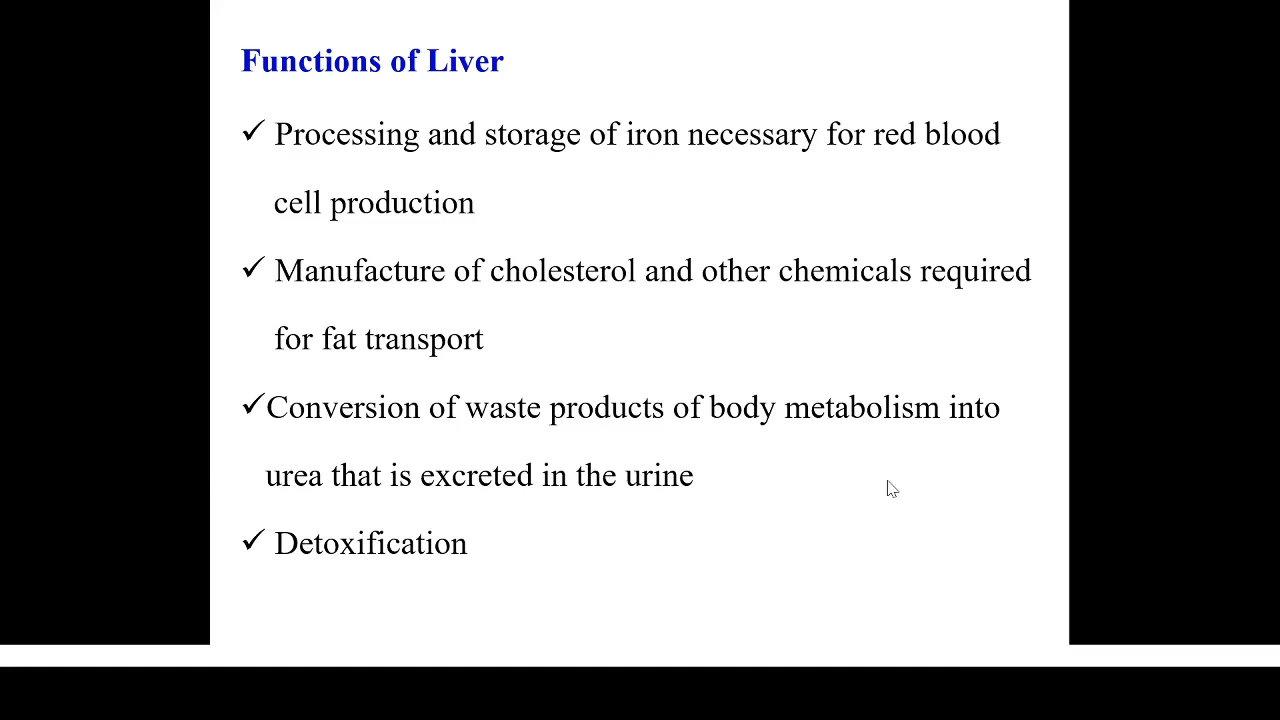 Functions of Liver
✓ Processing and storage of iron necessary for red blood
cell production
✓ Manufacture of cholesterol and other chemicals required
for fat transport
✓Conversion of waste products of body metabolism into
urea that is excreted in the urine
✓ Detoxification